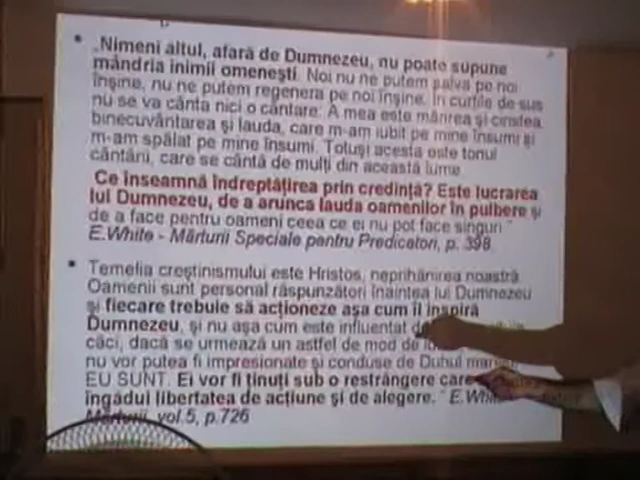 • „Nimeni altul, afară de Dumnezeu, nu poate supune
mândria inimii omenești. Noi nu ne putem salva pe noi
înșine, nu ne putem regenera pe noi înșine. În curțile de sus
nu se va cânta nici o cântare: A mea este mărirea și cinstea,
binecuvântarea și lauda, care m-am iubit pe mine însumi și
m-am spălat pe mine însumi. Totuși acesta este tonul
cântării, care se cântă de mulți din această lume.
Ce înseamnă îndreptățirea prin credință? Este lucrarea
lui Dumnezeu, de a arunca lauda oamenilor în pulbere și
de a face pentru oameni ceea ce ei nu pot face singuri.”
E.White - Mărturii Speciale pentru Predicatori, p. 398
• Temelia creștinismului este Hristos, neprihănirea noastră.
Oamenii sunt personal răspunzători înaintea lui Dumnezeu
și fiecare trebuie să acționeze așa cum îl inspiră
Dumnezeu, și nu așa cum este influențat
căci, dacă se urmează un astfel de mod de
nu vor putea fi impresionate și conduse de Duhul
EU SUNT. Ei vor fi ținuți sub o restrângere care
îngădui libertatea de acțiune și de alegere.” E.White
Mărturii, vol.5, p.726